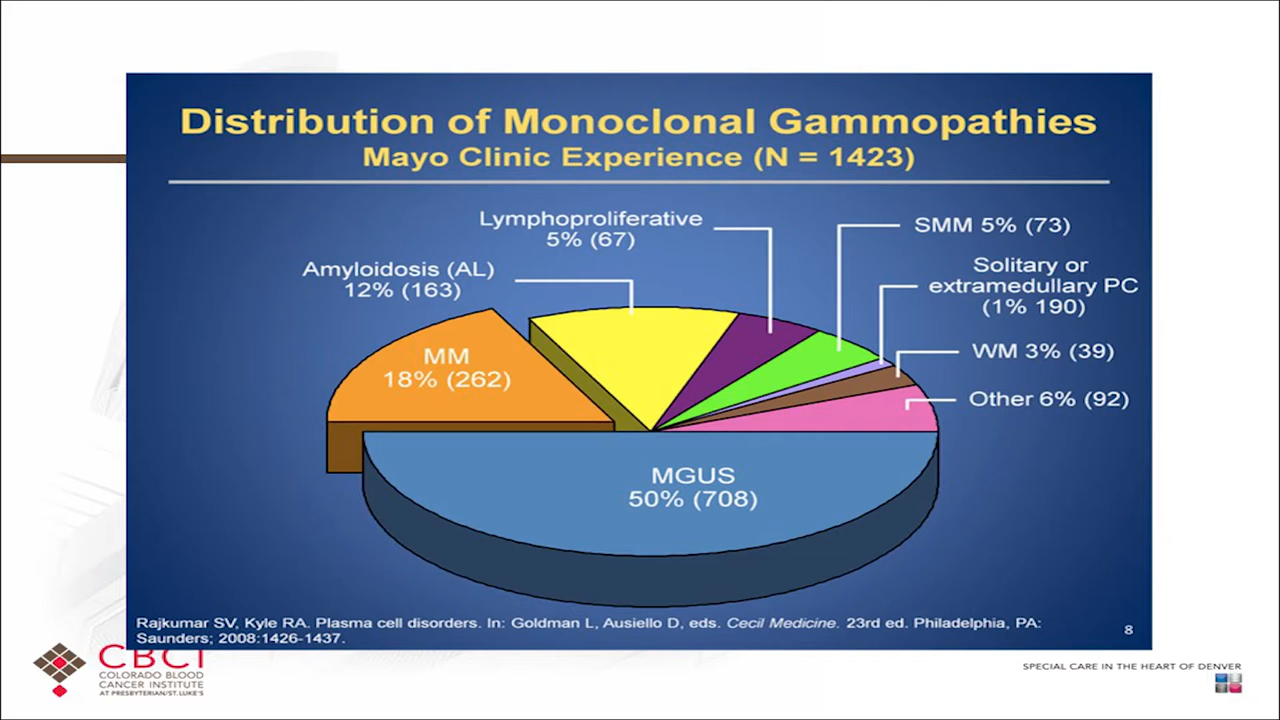 Distribution of Monoclonal Gammopathies
Mayo Clinic Experience (N = 1423)
Lymphoproliferative
5% (67)
SMM 5% (73)
Amyloidosis (AL)
12% (163)
Solitary or
extramedullary PC
(1% 190)
MM
18% (262)
WM 3% (39)
Other 6% (92)
MGUS
50% (708)
Rajkumar SV, Kyle RA. Plasma cell disorders. In: Goldman L, Ausiello D, eds. Cecil Medicine. 23rd ed. Philadelphia, PA:
Saunders; 2008:1426-1437.
8
CBCI
COLORADO BLOOD
CANCER INSTITUTE
AT PRESBYTERIAN/ST. LUKE'S
SPECIAL CARE IN THE HEART OF DENVER